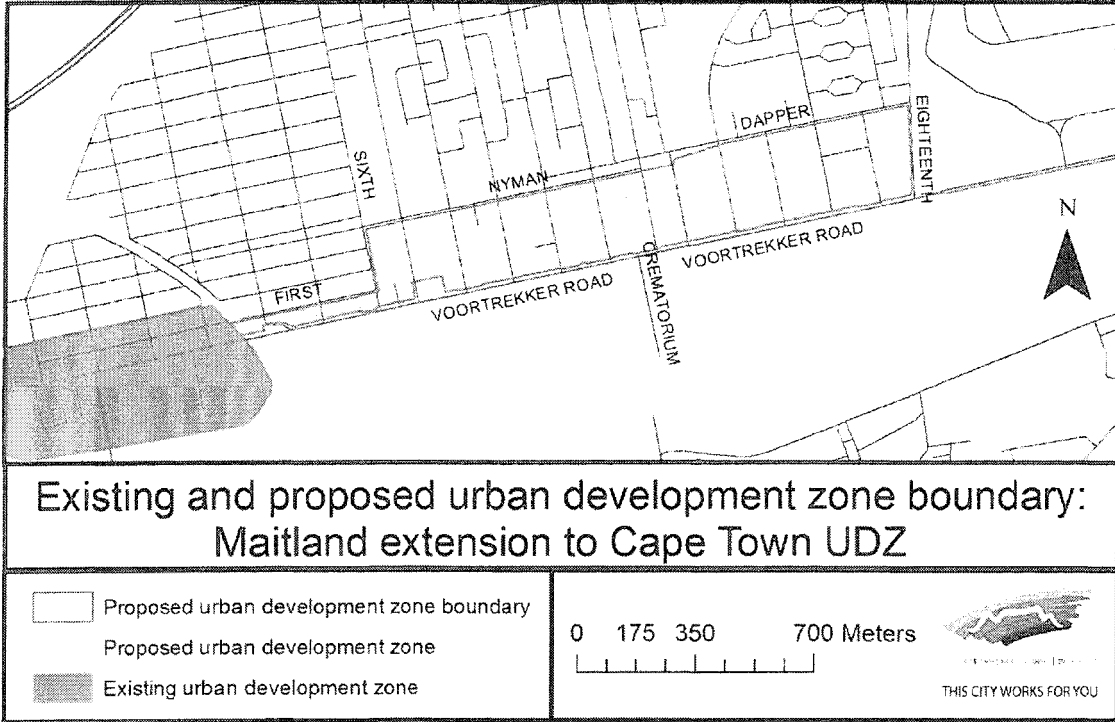 DAPPER
EIGHTEENTH
SIXTH
NYMAN
N
CREMATORIUM
VOORTREKKER ROAD
FIRST
VOORTREKKER ROAD
Existing and proposed urban development zone boundary:
Maitland extension to Cape Town UDZ
Proposed urban development zone boundary
Proposed urban development zone
Existing urban development zone
0 175 350 700 Meters
THIS CITY WORKS FOR YOU